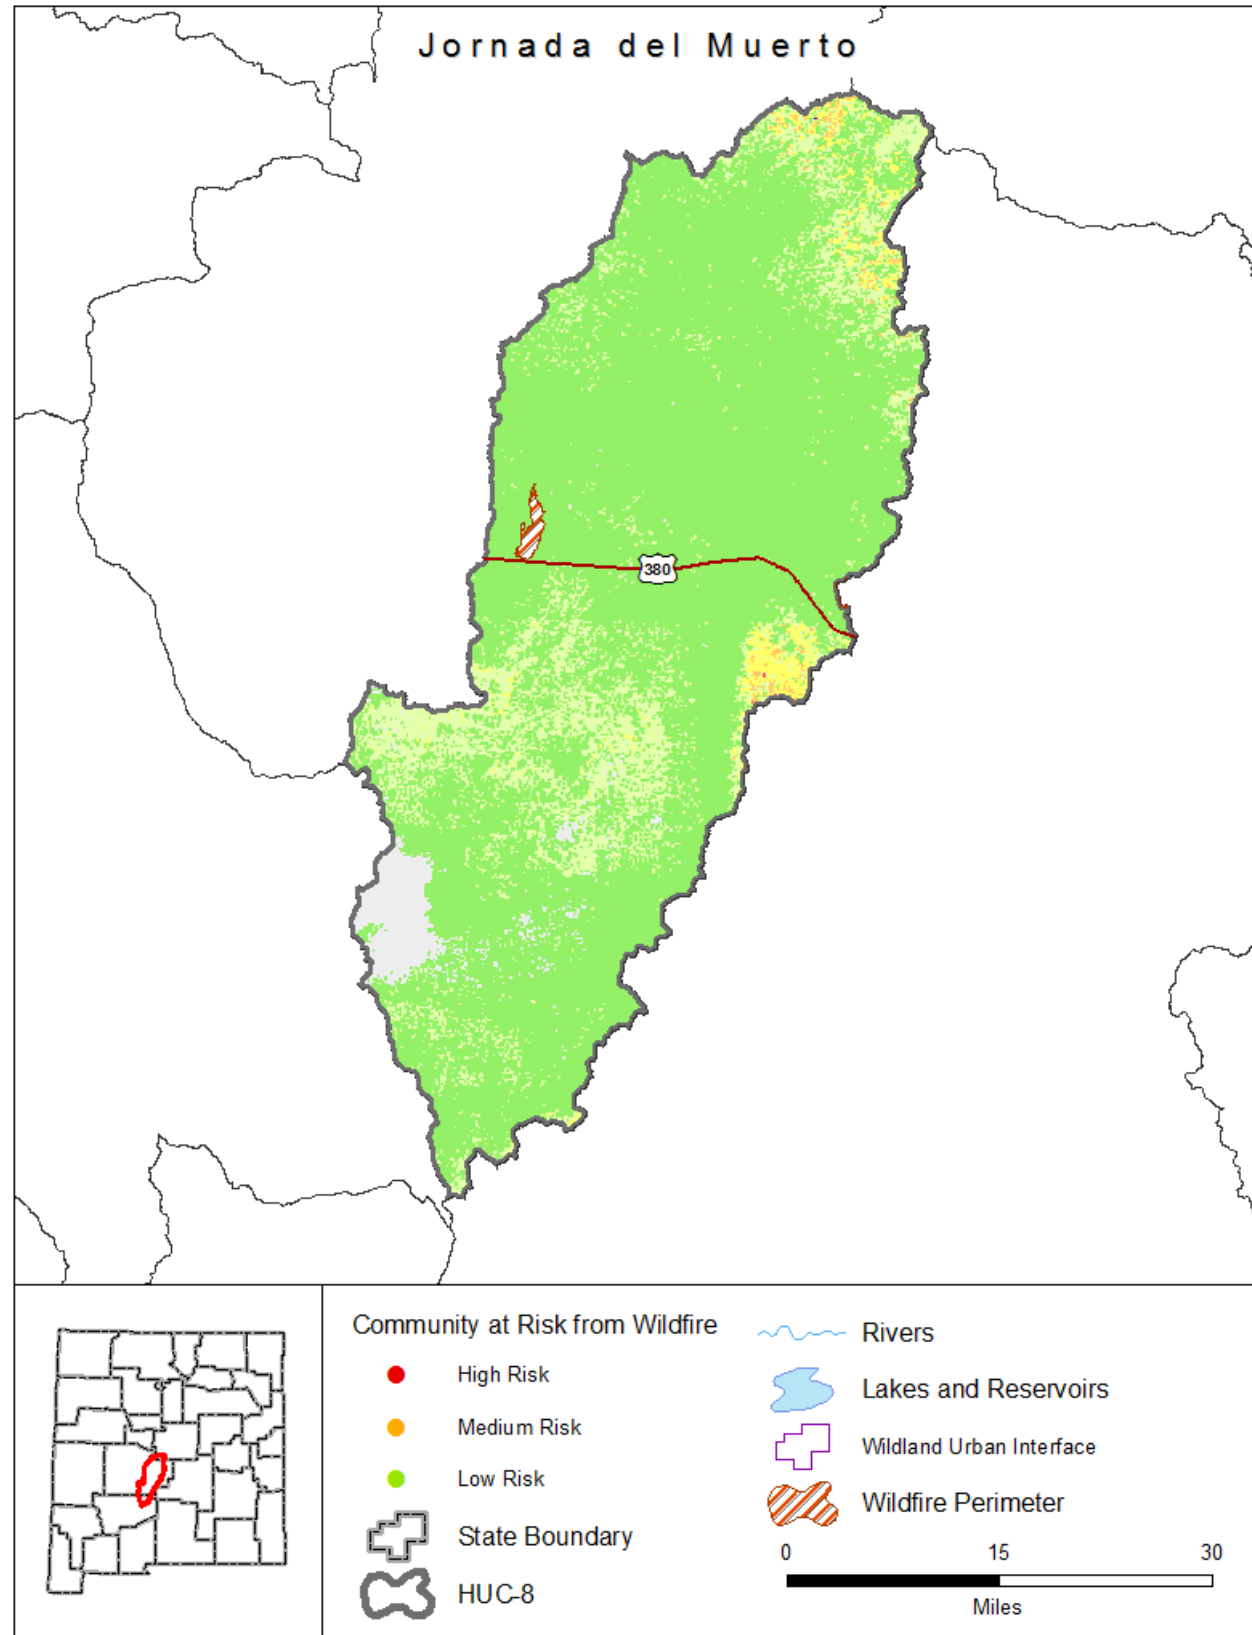 Jornada del Muerto
380
Community at Risk from Wildfire
High Risk
Medium Risk
Low Risk
State Boundary
HUC-8
Rivers
Lakes and Reservoirs
Wildland Urban Interface
Wildfire Perimeter
0 15 30
Miles